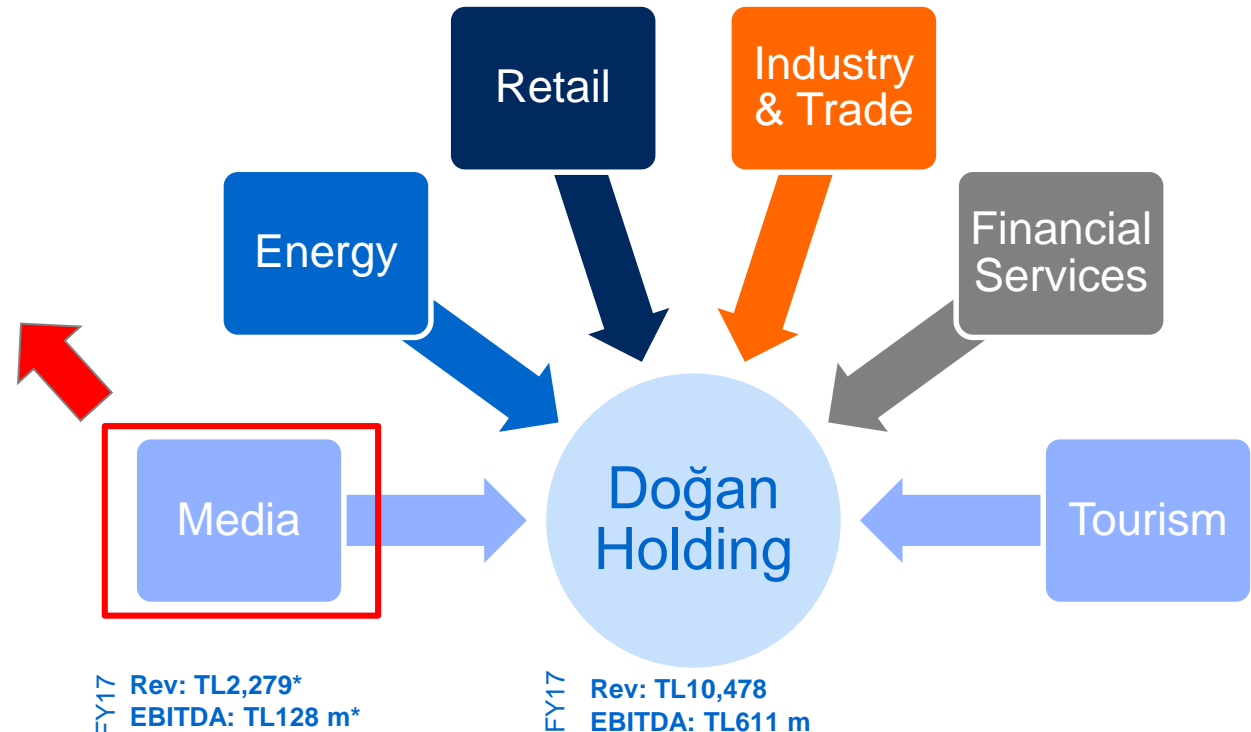 Retail
Industry
& Trade
Energy
Financial
Services
Media
Doğan
Holding
Tourism
FY17
Rev: TL2,279*
EBITDA: TL128 m*
FY17
Rev: TL10,478
EBITDA: TL611 m